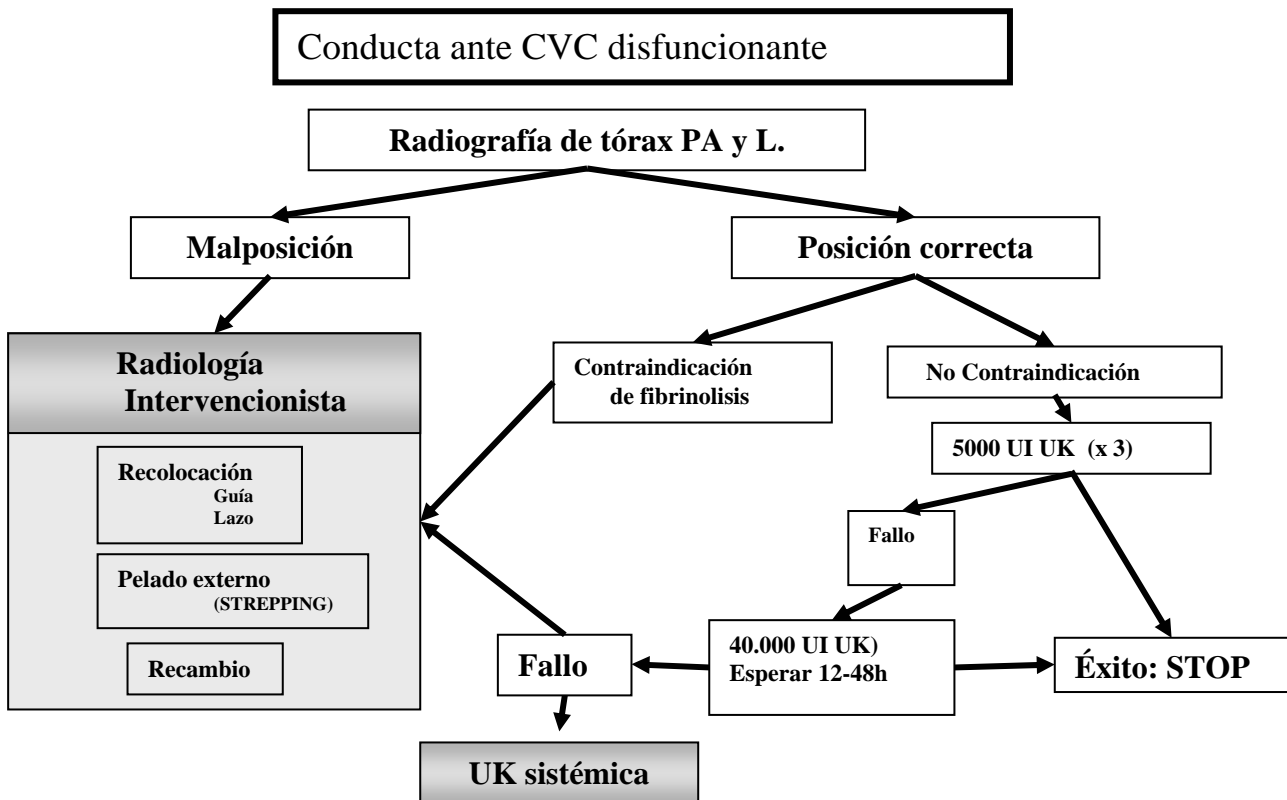 Conducta ante CVC disfuncionante
Radiografía de tórax PA y L.
Malposición
Posición correcta
Radiología
Intervencionista
Contraindicación
de fibrinolisis
No Contraindicación
5000 UI UK (x 3)
Recolocación
Guía
Lazo
Fallo
Pelado externo
(STREPPING)
Recambio
Fallo
40.000 UI UK)
Esperar 12-48h
Éxito: STOP
UK sistémica